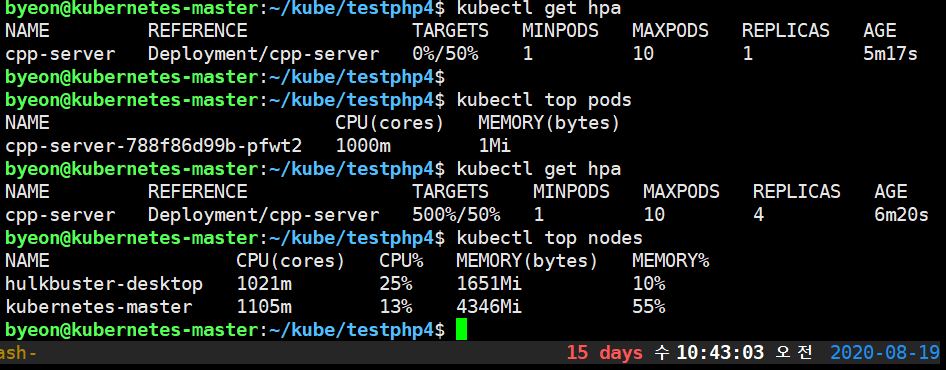 byeon@kubernetes-master:~/kube/testphp4$ kubectl get hpa
NAME REFERENCE TARGETS MINPODS MAXPODS REPLICAS AGE
cpp-server Deployment/cpp-server 0%/50% 1 10 1 5m17s
byeon@kubernetes-master:~/kube/testphp4$
byeon@kubernetes-master:~/kube/testphp4$ kubectl top pods
NAME CPU(cores) MEMORY(bytes)
cpp-server-788f86d99b-pfwt2 1000m 1Mi
byeon@kubernetes-master:~/kube/testphp4$ kubectl get hpa
NAME REFERENCE TARGETS MINPODS MAXPODS REPLICAS AGE
cpp-server Deployment/cpp-server 500%/50% 1 10 4 6m20s
byeon@kubernetes-master:~/kube/testphp4$ kubectl top nodes
NAME CPU(cores) CPU% MEMORY(bytes) MEMORY%
hulkbuster-desktop 1021m 25% 1651Mi 10%
kubernetes-master 1105m 13% 4346Mi 55%
byeon@kubernetes-master:~/kube/testphp4$
ash- 15 days 수 10:43:03 오전 2020-08-19